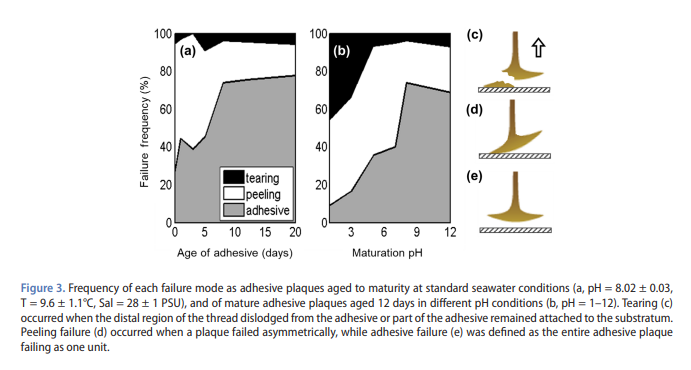 100
80
60
40
20
0
Failure frequency (%)
(a)
tearing
peeling
adhesive
0 5 10 15 20
Age of adhesive (days)
100
80
60
40
20
0
(b)
3 6 9 12
Maturation pH
(c)
(d)
(e)
Figure 3. Frequency of each failure mode as adhesive plaques aged to maturity at standard seawater conditions (a, pH = 8.02 ± 0.03,
T = 9.6 ± 1.1°C, Sal = 28 ± 1 PSU), and of mature adhesive plaques aged 12 days in different pH conditions (b, pH = 1–12). Tearing (c)
occurred when the distal region of the thread dislodged from the adhesive or part of the adhesive remained attached to the substratum.
Peeling failure (d) occurred when a plaque failed asymmetrically, while adhesive failure (e) was defined as the entire adhesive plaque
failing as one unit.